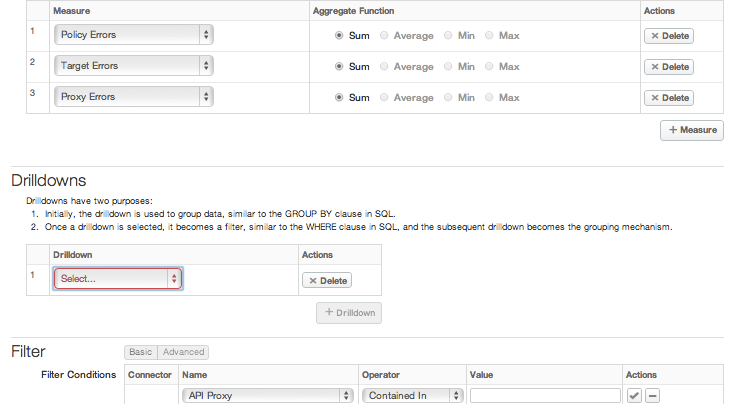 Measure Aggregate Function Actions
1 Policy Errors Sum Average Min Max Delete
2 Target Errors Sum Average Min Max Delete
3 Proxy Errors Sum Average Min Max Delete
+ Measure
Drilldowns
Drilldowns have two purposes:
1. Initially, the drilldown is used to group data, similar to the GROUP BY clause in SQL.
2. Once a drilldown is selected, it becomes a filter, similar to the WHERE clause in SQL, and the subsequent drilldown becomes the grouping mechanism.
Drilldown Actions
1 Select... Delete
+ Drilldown
Filter Basic Advanced
Filter Conditions Connector Name Operator Value Actions
API Proxy Contained In